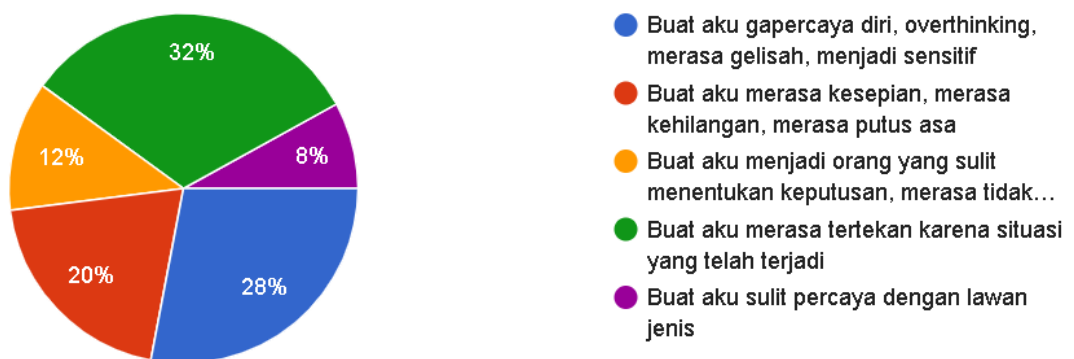 32%
8%
12%
20%
28%
Buat aku gapercaya diri, overthinking,
merasa gelisah, menjadi sensitif
Buat aku merasa kesepian, merasa
kehilangan, merasa putus asa
Buat aku menjadi orang yang sulit
menentukan keputusan, merasa tidak…
Buat aku merasa tertekan karena situasi
yang telah terjadi
Buat aku sulit percaya dengan lawan
jenis